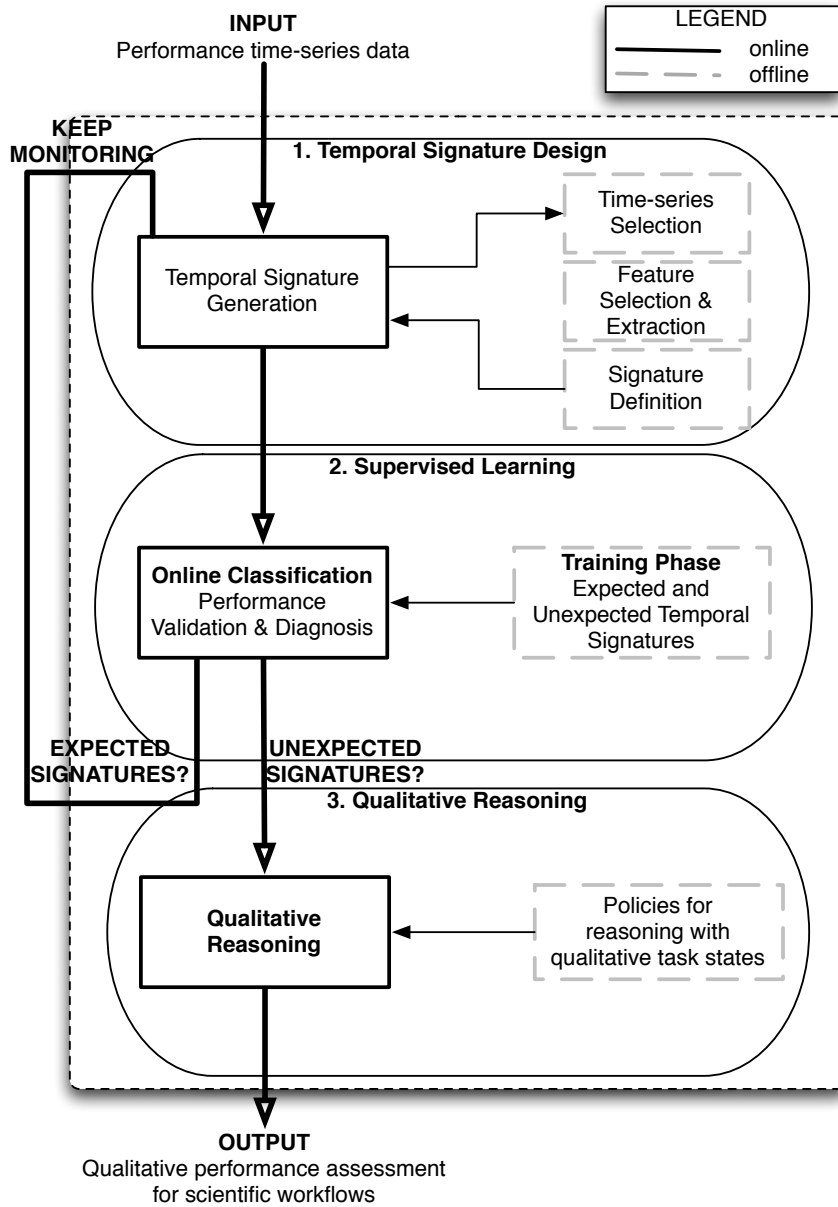 INPUT
Performance time-series data
LEGEND
online
offline
KEEP
MONITORING
1. Temporal Signature Design
Time-series
Selection
Temporal Signature
Generation
Feature
Selection &
Extraction
Signature
Definition
2. Supervised Learning
Online Classification
Performance
Validation & Diagnosis
Training Phase
Expected and
Unexpected Temporal
Signatures
EXPECTED
SIGNATURES?
UNEXPECTED
SIGNATURES?
3. Qualitative Reasoning
Qualitative
Reasoning
Policies for
reasoning with
qualitative task states
OUTPUT
Qualitative performance assessment
for scientific workflows